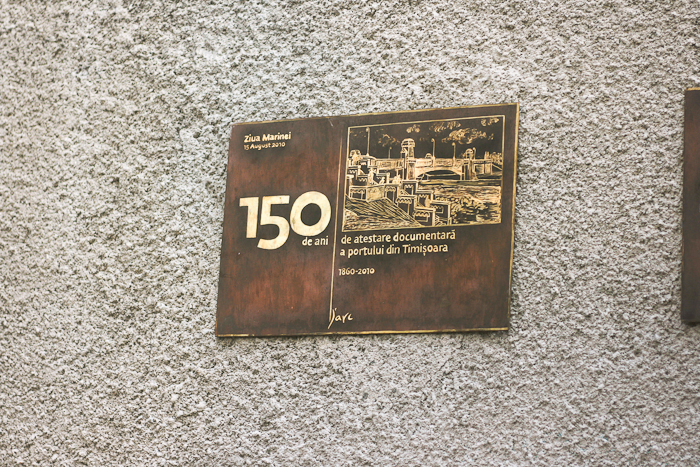 Ziua Marinei
15 August 2010
150
de ani
de atestare documentară
a portului din Timișoara
1860-2010